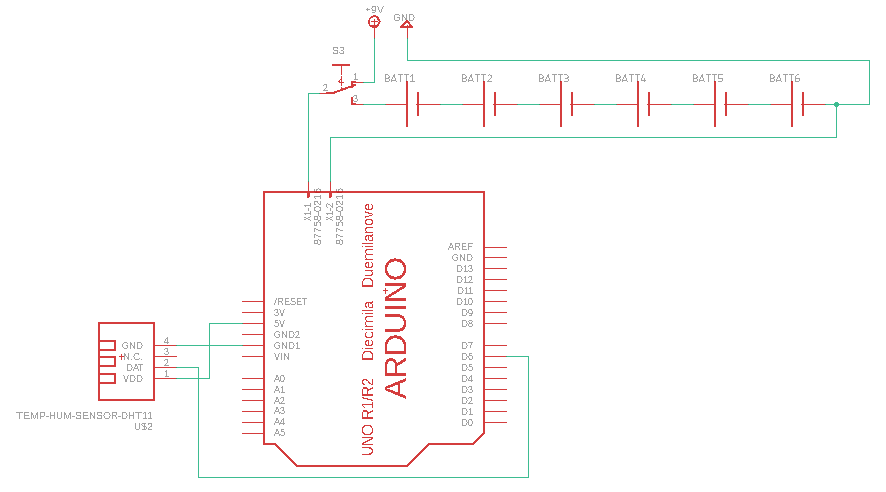 +9V
GND
S3
1
2
3
4
BATT1
BATT2
BATT3
BATT4
BATT5
BATT6
X1-1
87758-0216
X1-2
87758-0216
UNO R1/R2 Diecimila Duemilanove
ARDUINO
AREF
GND
D13
D12
D11
D10
D9
D8
D7
D6
D5
D4
D3
D2
D1
D0
/RESET
3V
5V
GND2
GND1
VIN
A0
A1
A2
A3
A4
A5
GND 4
N.C. 3
DAT 2
VDD 1
TEMP-HUM-SENSOR-DHT11
U$2